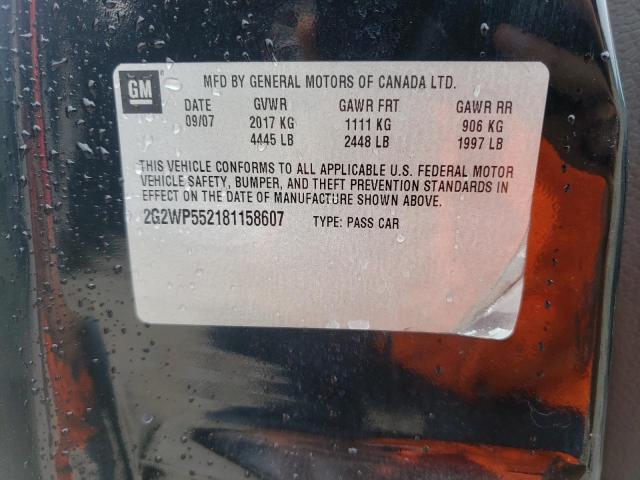 GM
MFD BY GENERAL MOTORS OF CANADA LTD.
DATE GVWR GAWR FRT GAWR RR
09/07 2017 KG 1111 KG 906 KG
4445 LB 2448 LB 1997 LB
THIS VEHICLE CONFORMS TO ALL APPLICABLE U.S. FEDERAL MOTOR
VEHICLE SAFETY, BUMPER, AND THEFT PREVENTION STANDARDS IN
EFFECT ON THE DATE OF MANUFACTURE SHOWN ABOVE.
2G2WP552181158607 TYPE: PASS CAR